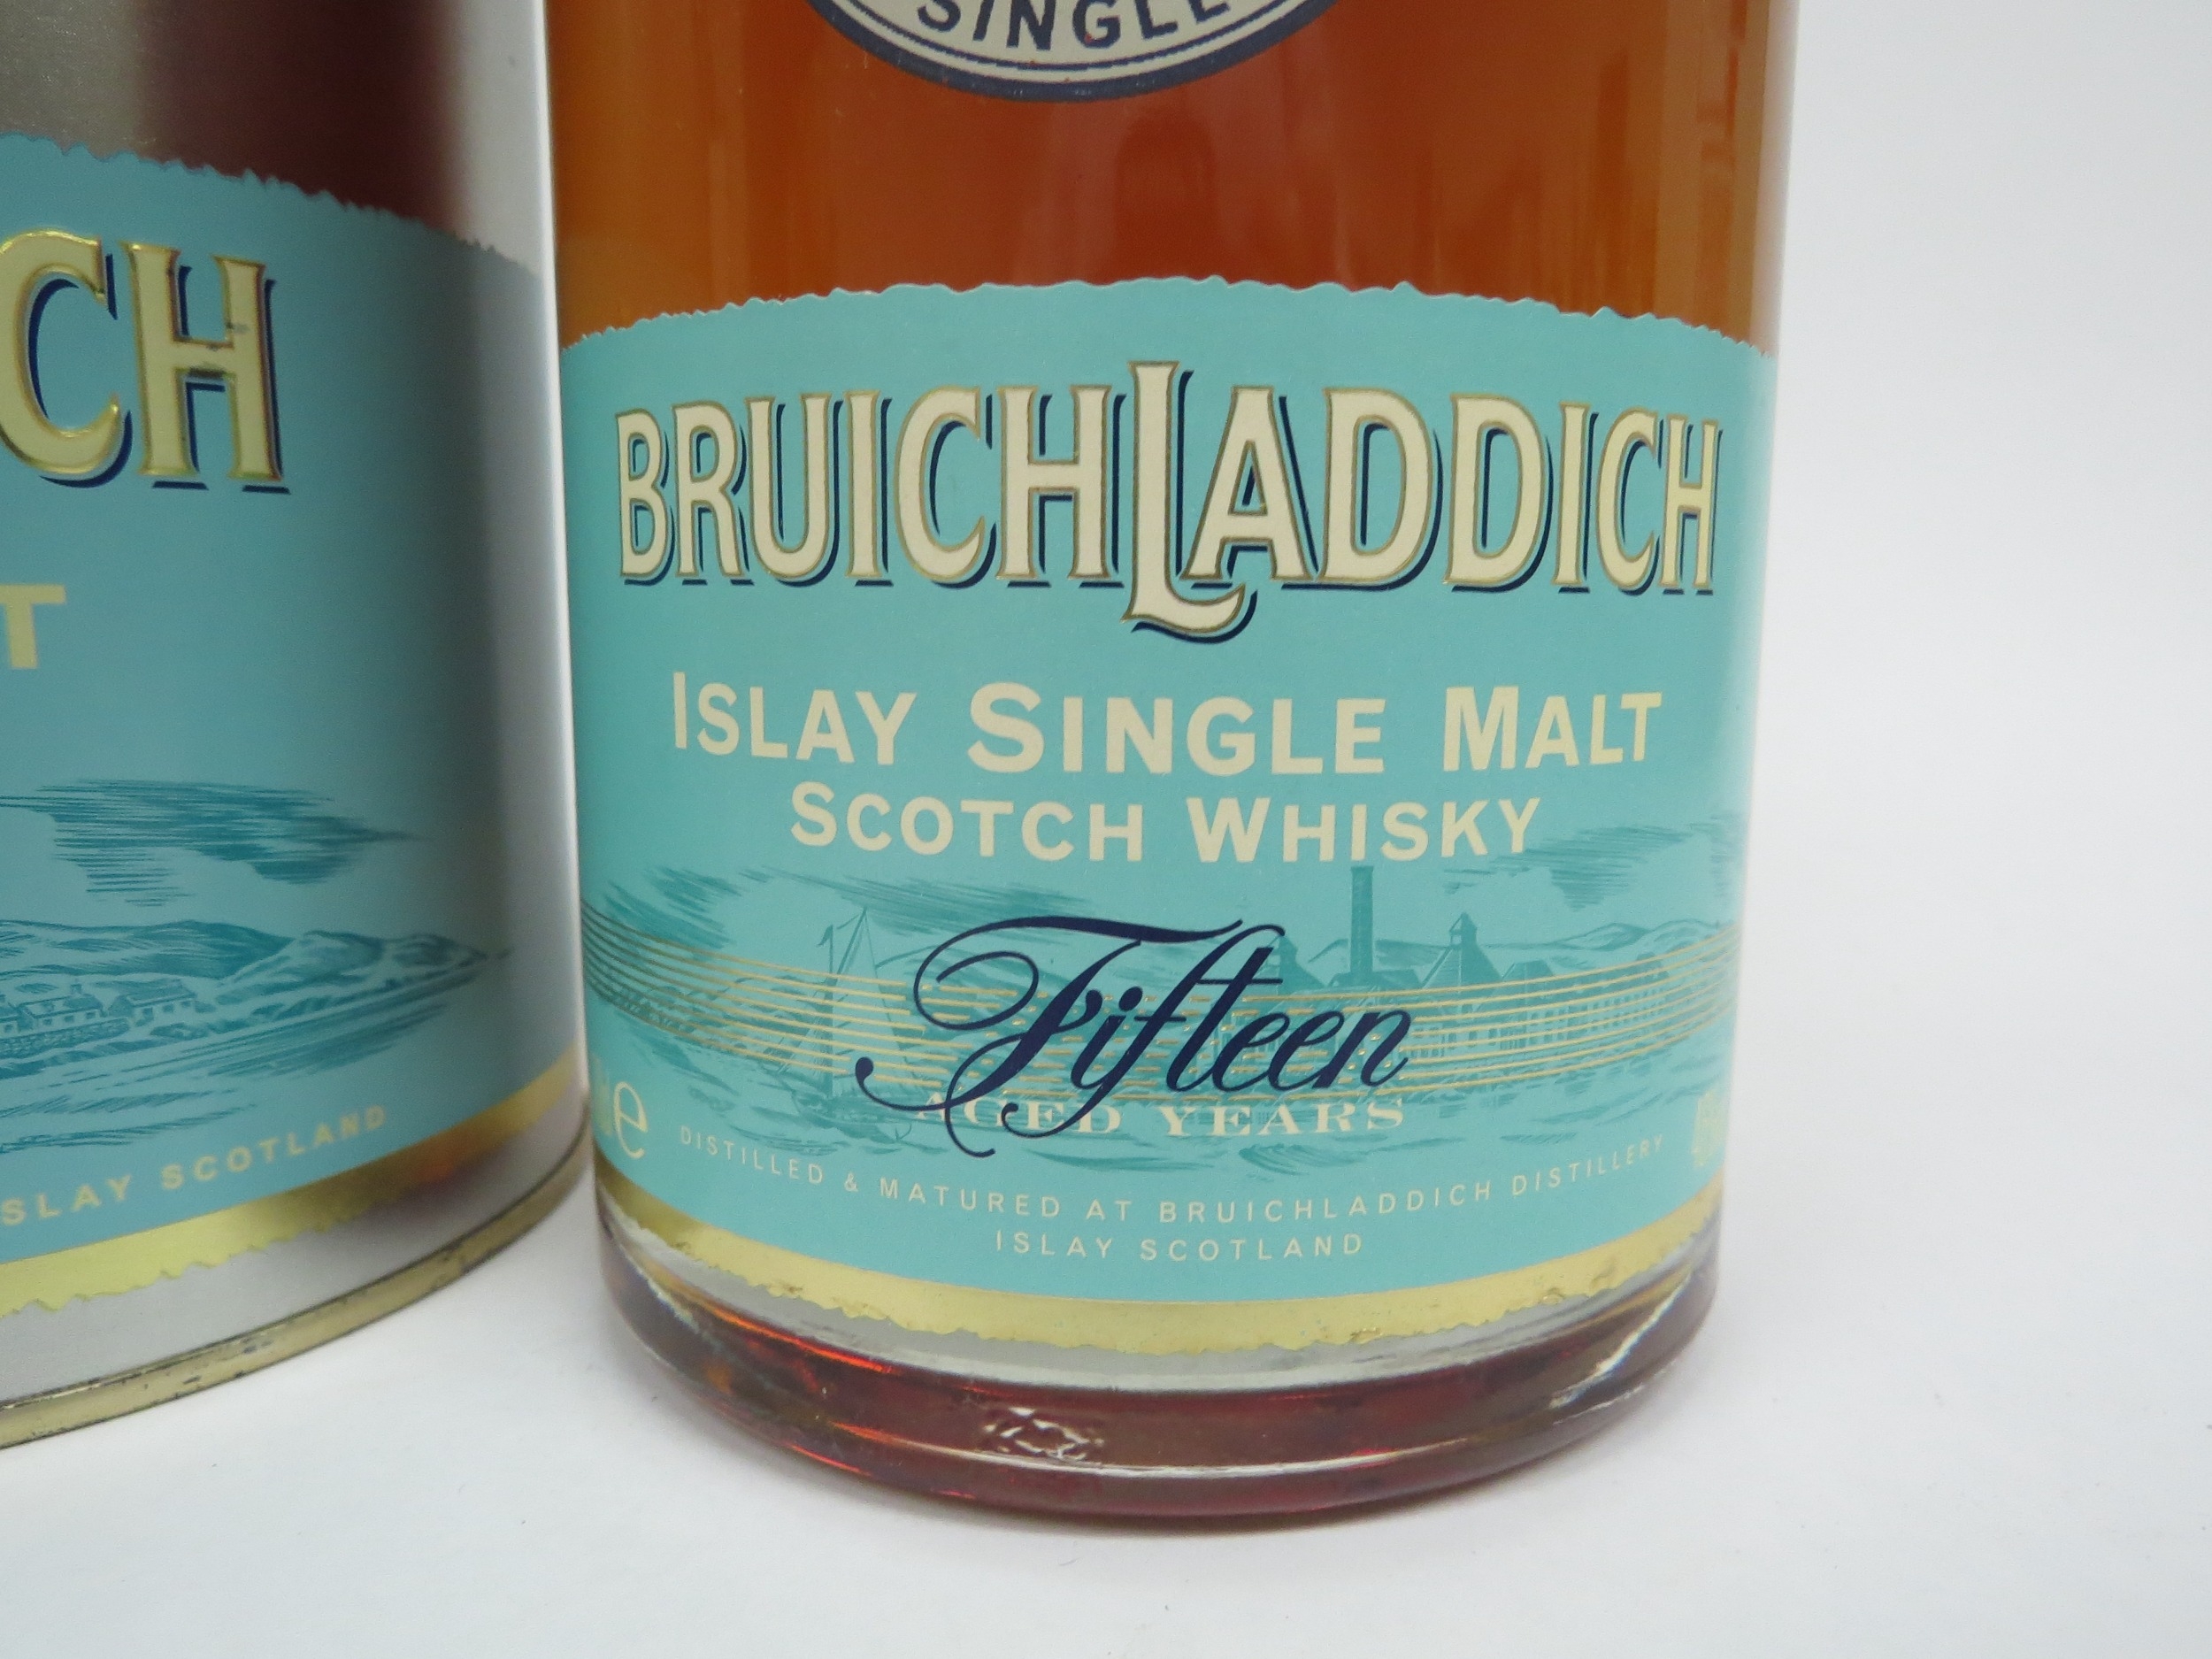 CH
T
ISLAY SCOTLAND
SINGLE
BRUICHLADDICH
ISLAY SINGLE MALT
SCOTCH WHISKY
Fifteen
AGED YEARS
e
DISTILLED & MATURED AT BRUICHLADDICH DISTILLERY
ISLAY SCOTLAND